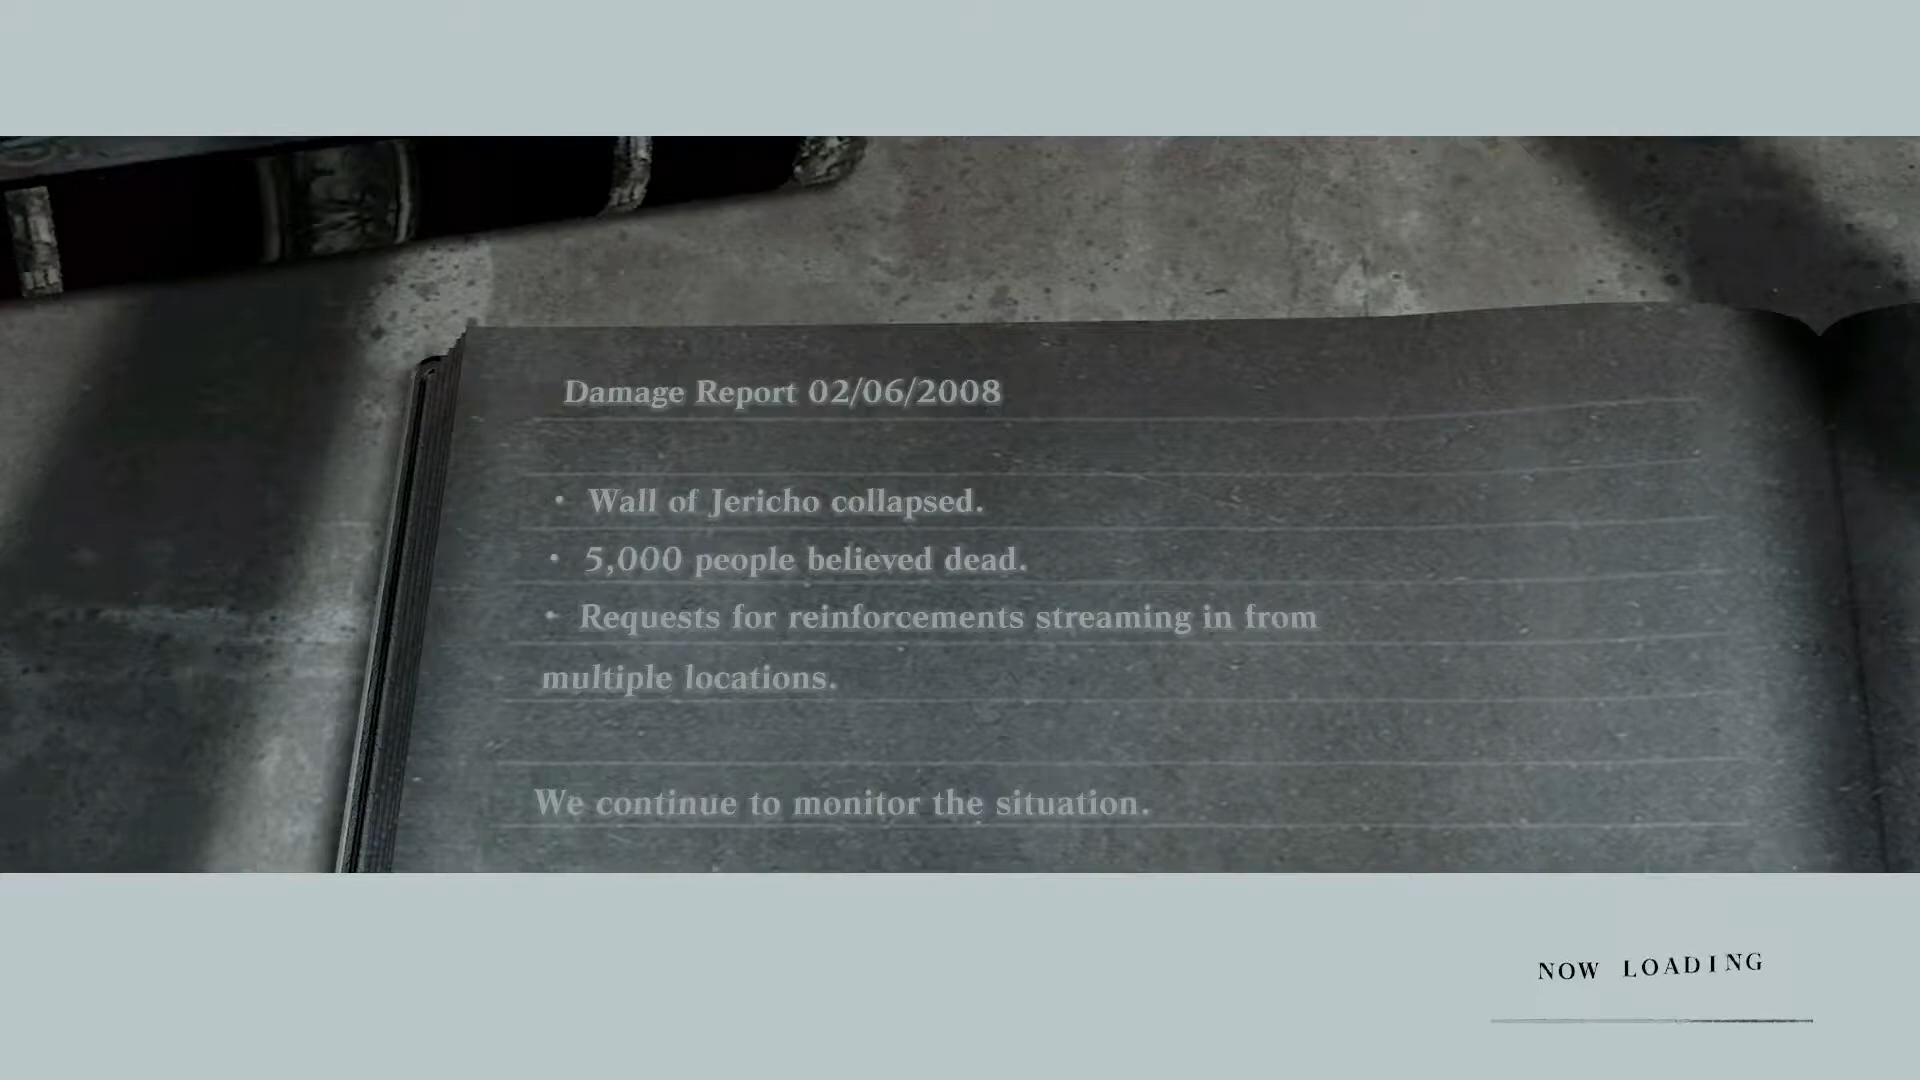 Damage Report 02/06/2008
• Wall of Jericho collapsed.
• 5,000 people believed dead.
• Requests for reinforcements streaming in from
multiple locations.
We continue to monitor the situation.
NOW LOADING